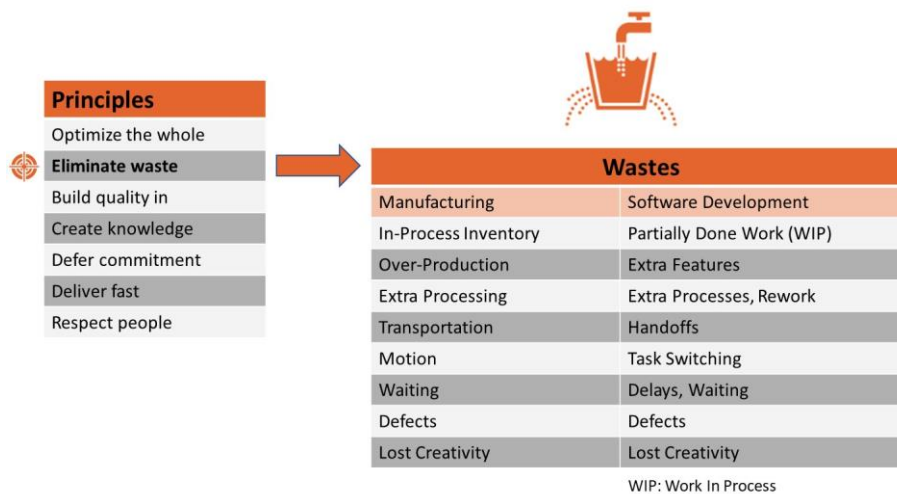 Principles
Optimize the whole
Eliminate waste
Build quality in
Create knowledge
Defer commitment
Deliver fast
Respect people
Wastes
Manufacturing Software Development
In-Process Inventory Partially Done Work (WIP)
Over-Production Extra Features
Extra Processing Extra Processes, Rework
Transportation Handoffs
Motion Task Switching
Waiting Delays, Waiting
Defects Defects
Lost Creativity Lost Creativity
WIP: Work In Process